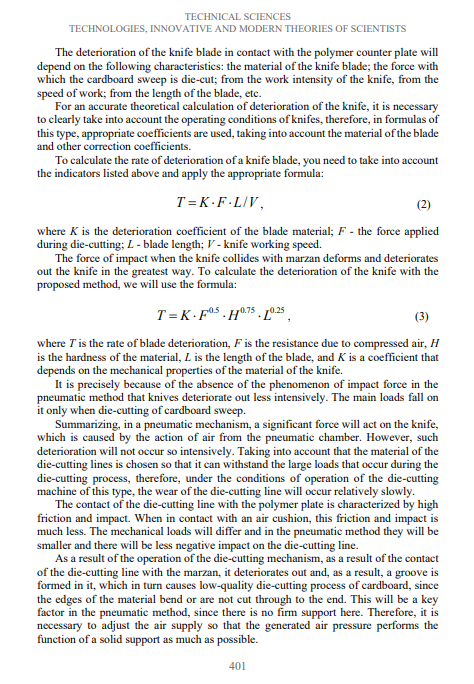 TECHNICAL SCIENCES
TECHNOLOGIES, INNOVATIVE AND MODERN THEORIES OF SCIENTISTS
The deterioration of the knife blade in contact with the polymer counter plate will
depend on the following characteristics: the material of the knife blade; the force with
which the cardboard sweep is die-cut; from the work intensity of the knife, from the
speed of work; from the length of the blade, etc.
For an accurate theoretical calculation of deterioration of the knife, it is necessary
to clearly take into account the operating conditions of knifes, therefore, in formulas of
this type, appropriate coefficients are used, taking into account the material of the blade
and other correction coefficients.
To calculate the rate of deterioration of a knife blade, you need to take into account
the indicators listed above and apply the appropriate formula:
T = K · F · L / V , (2)
where K is the deterioration coefficient of the blade material; F - the force applied
during die-cutting; L - blade length; V - knife working speed.
The force of impact when the knife collides with marzan deforms and deteriorates
out the knife in the greatest way. To calculate the deterioration of the knife with the
proposed method, we will use the formula:
T = K · F^0.5 · H^0.75 · L^0.25 , (3)
where T is the rate of blade deterioration, F is the resistance due to compressed air, H
is the hardness of the material, L is the length of the blade, and K is a coefficient that
depends on the mechanical properties of the material of the knife.
It is precisely because of the absence of the phenomenon of impact force in the
pneumatic method that knives deteriorate out less intensively. The main loads fall on
it only when die-cutting of cardboard sweep.
Summarizing, in a pneumatic mechanism, a significant force will act on the knife,
which is caused by the action of air from the pneumatic chamber. However, such
deterioration will not occur so intensively. Taking into account that the material of the
die-cutting lines is chosen so that it can withstand the large loads that occur during the
die-cutting process, therefore, under the conditions of operation of the die-cutting
machine of this type, the wear of the die-cutting line will occur relatively slowly.
The contact of the die-cutting line with the polymer plate is characterized by high
friction and impact. When in contact with an air cushion, this friction and impact is
much less. The mechanical loads will differ and in the pneumatic method they will be
smaller and there will be less negative impact on the die-cutting line.
As a result of the operation of the die-cutting mechanism, as a result of the contact
of the die-cutting line with the marzan, it deteriorates out and, as a result, a groove is
formed in it, which in turn causes low-quality die-cutting process of cardboard, since
the edges of the material bend or are not cut through to the end. This will be a key
factor in the pneumatic method, since there is no firm support here. Therefore, it is
necessary to adjust the air supply so that the generated air pressure performs the
function of a solid support as much as possible.
401